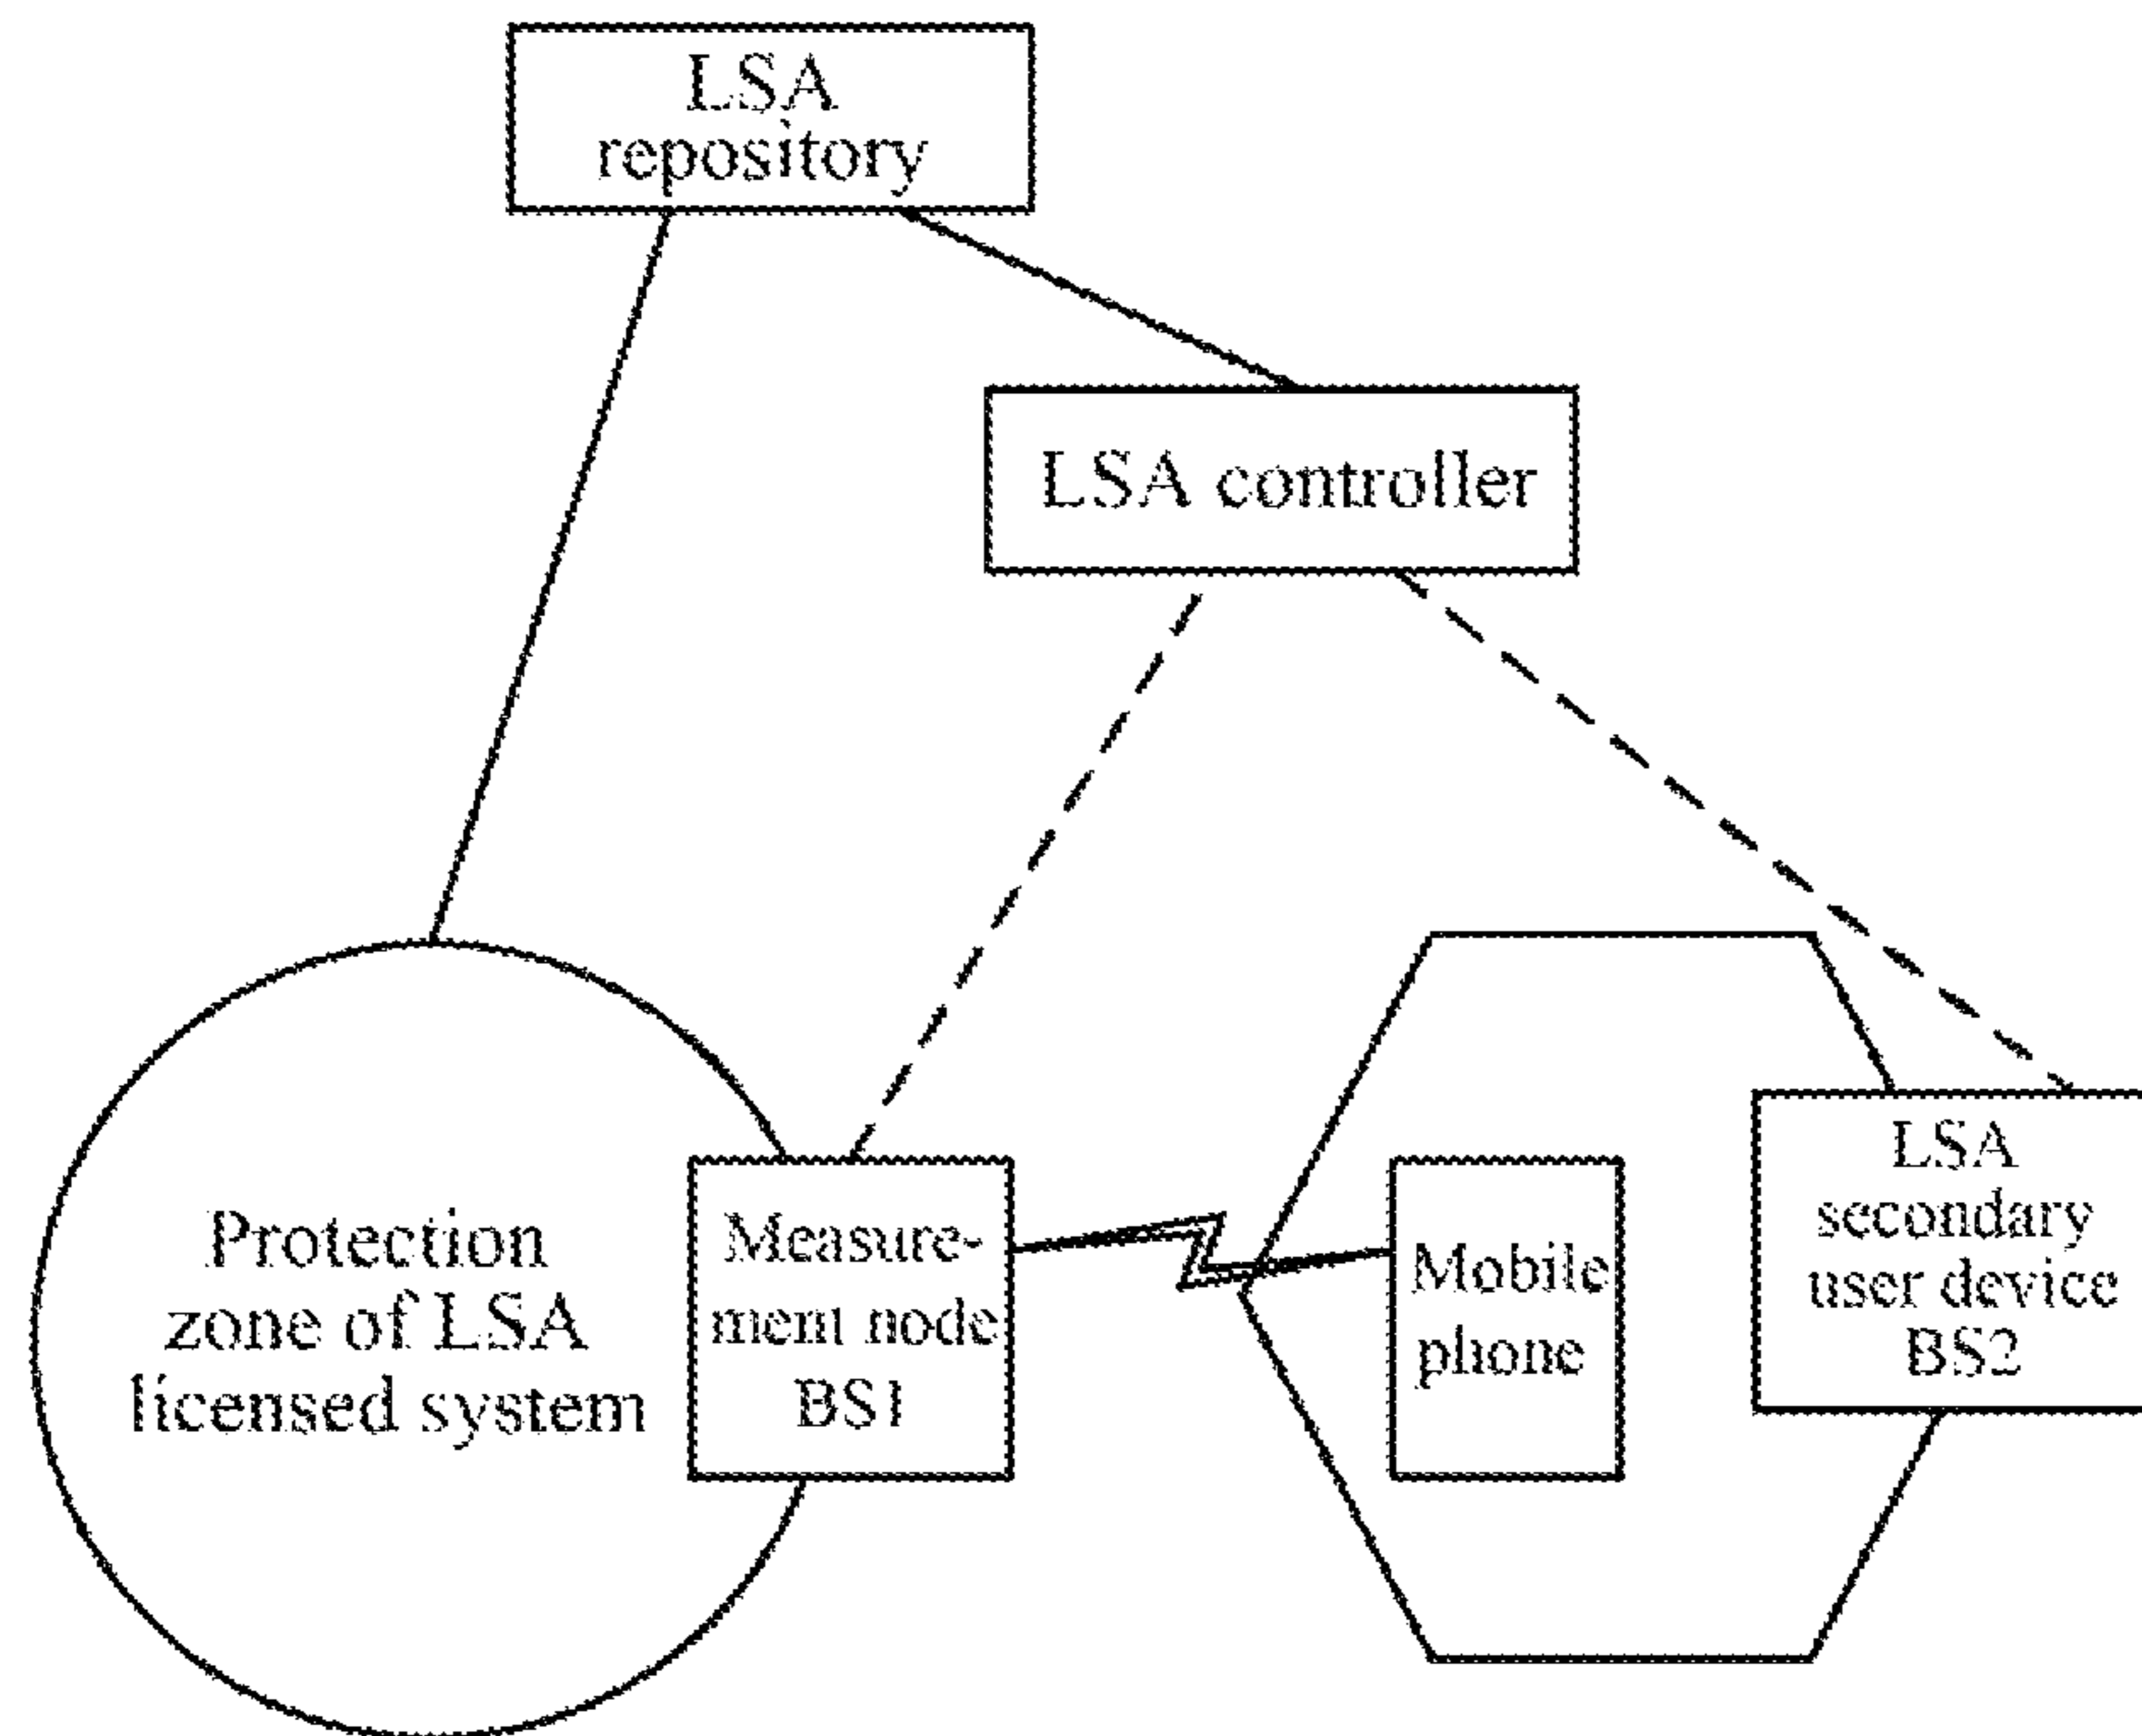 LSA
repository
LSA controller
Protection
zone of LSA
licensed system
Measure-
ment node
BS1
Mobile
phone
LSA
secondary
user device
BS2